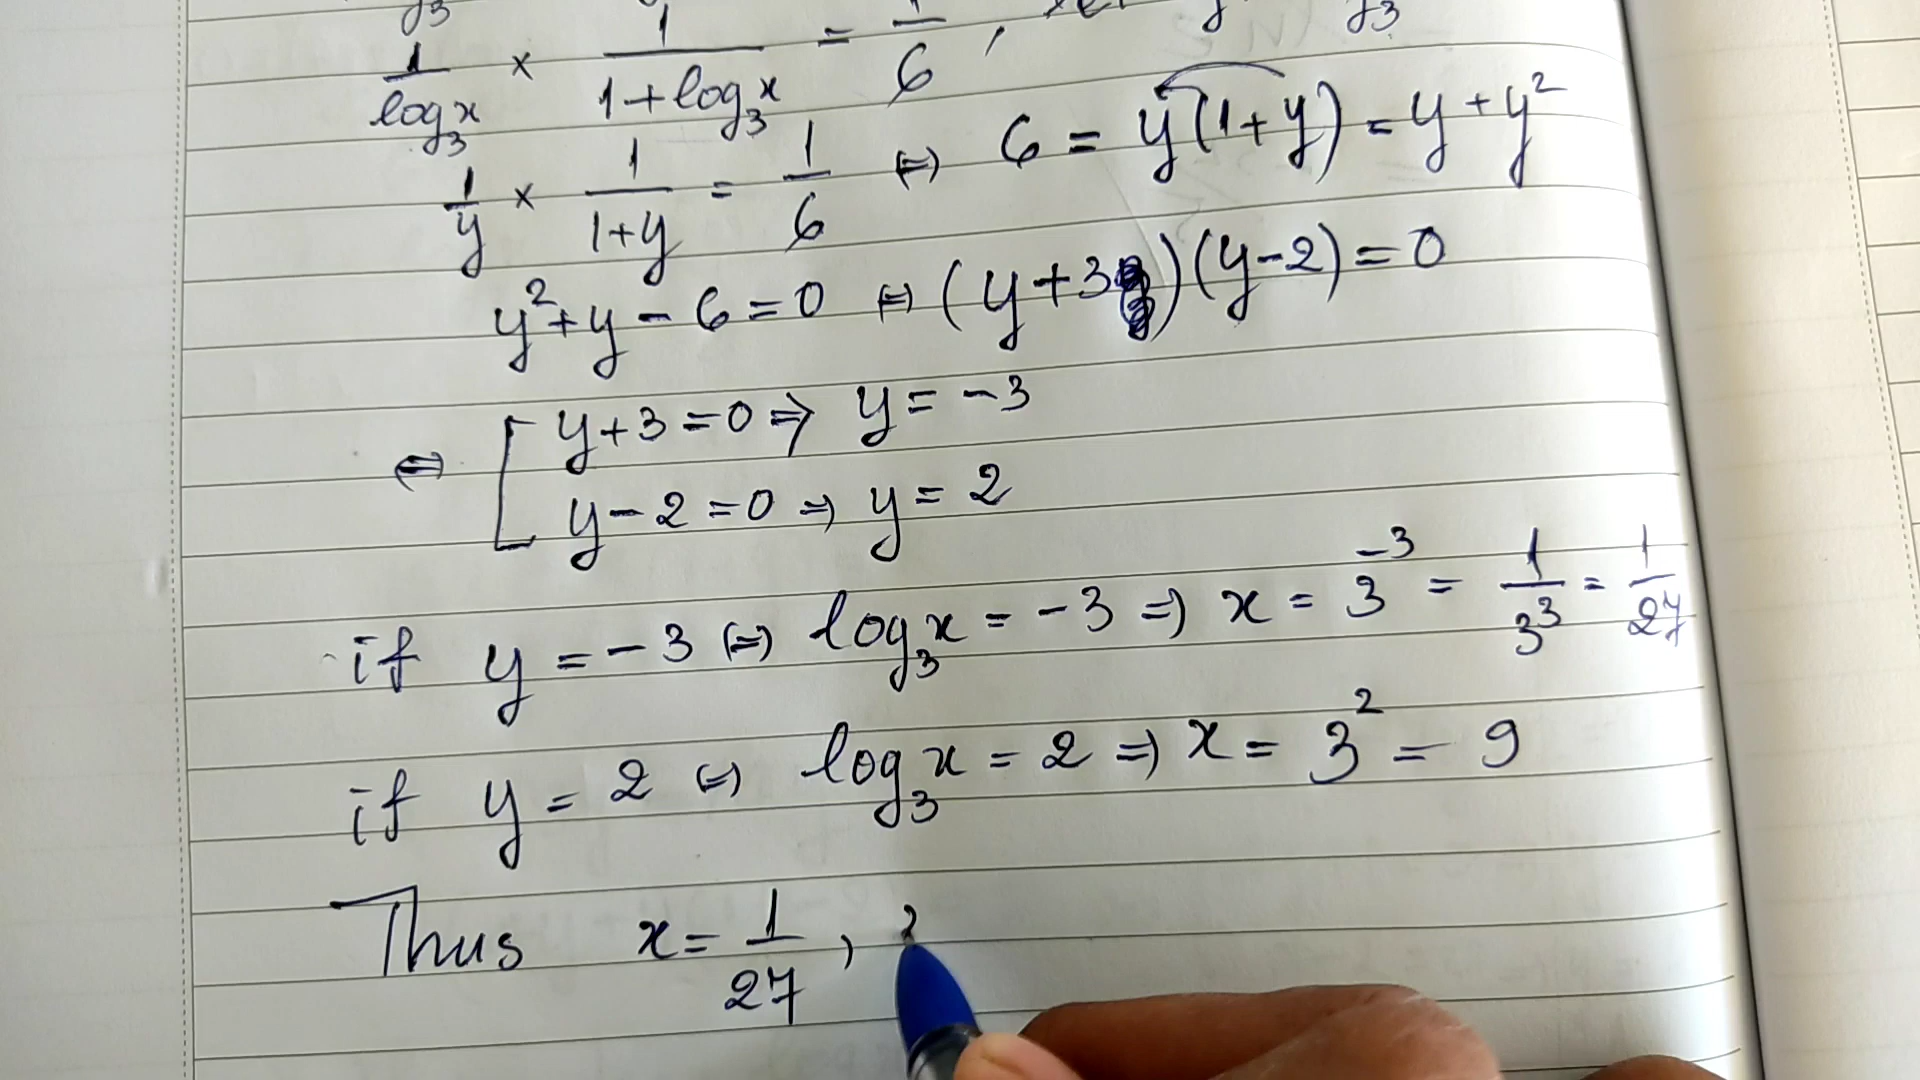 1/log₃x × 1/(1+log₃x) = 1/6 ,
1/y × 1/(1+y) = 1/6 ⇔ 6 = y(1+y) = y+y²
y²+y-6=0 ⇔ (y+3)(y-2)=0
⇔ [ y+3=0 ⇒ y=-3
y-2=0 ⇒ y=2
if y=-3 ⇔ log₃x=-3 ⇒ x=3⁻³=1/3³=1/27
if y=2 ⇔ log₃x=2 ⇒ x=3²=9
Thus x=1/27 ,